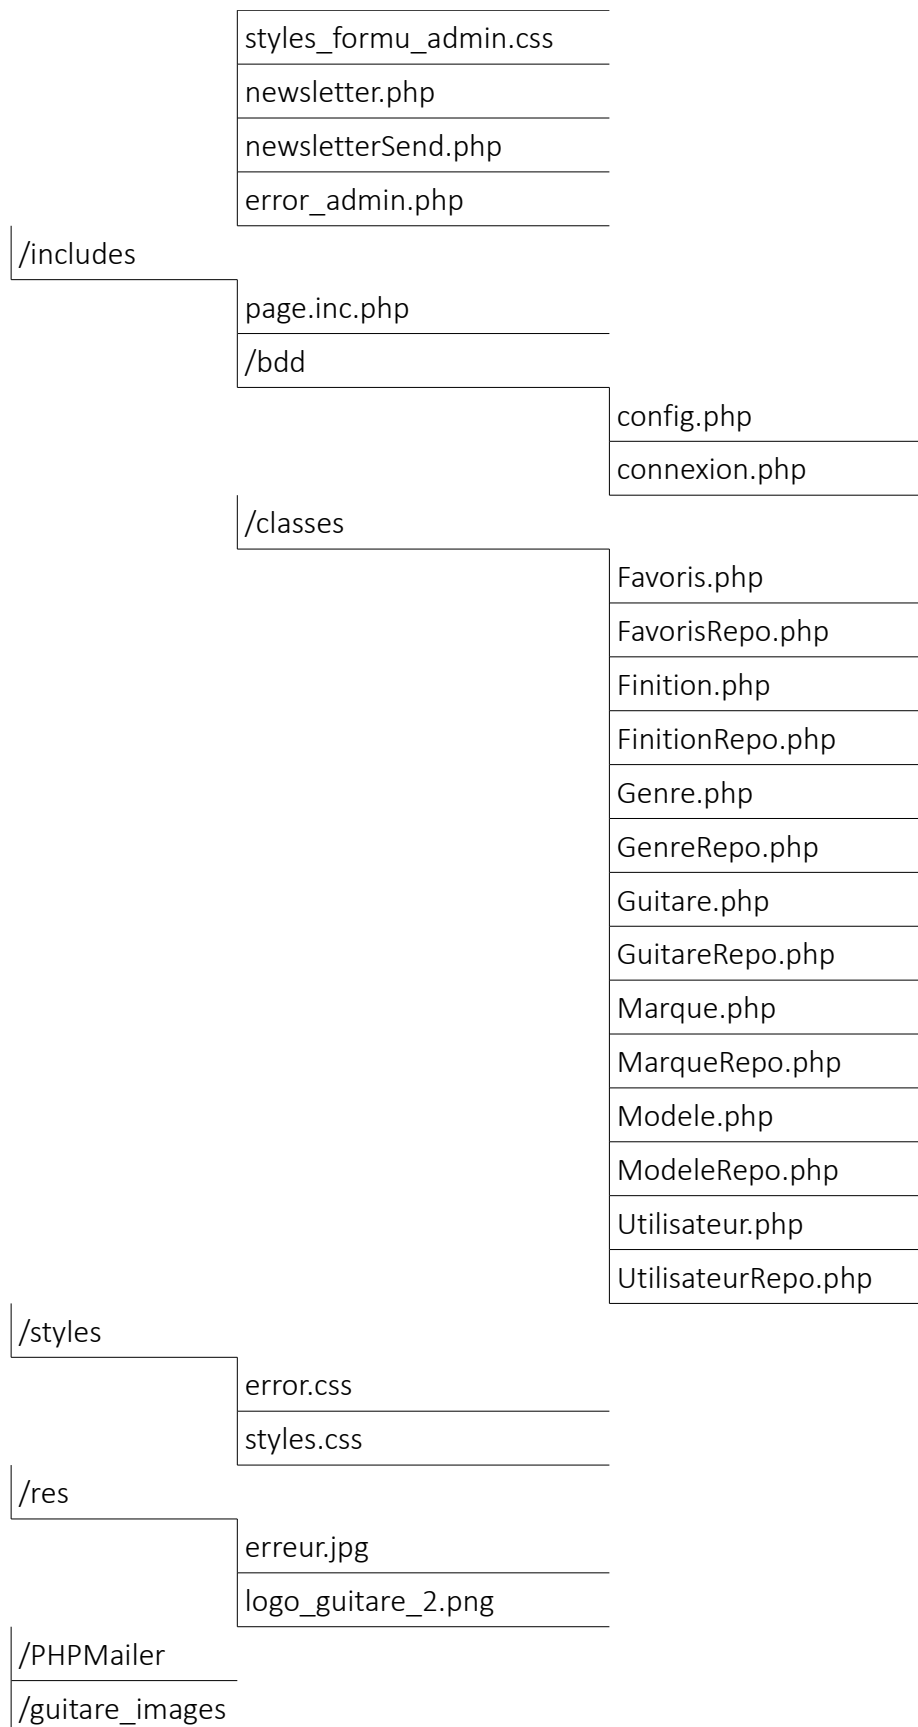 styles_formu_admin.css
newsletter.php
newsletterSend.php
error_admin.php
/includes
page.inc.php
/bdd
config.php
connexion.php
/classes
Favoris.php
FavorisRepo.php
Finition.php
FinitionRepo.php
Genre.php
GenreRepo.php
Guitare.php
GuitareRepo.php
Marque.php
MarqueRepo.php
Modele.php
ModeleRepo.php
Utilisateur.php
UtilisateurRepo.php
/styles
error.css
styles.css
/res
erreur.jpg
logo_guitare_2.png
/PHPMailer
/guitare_images